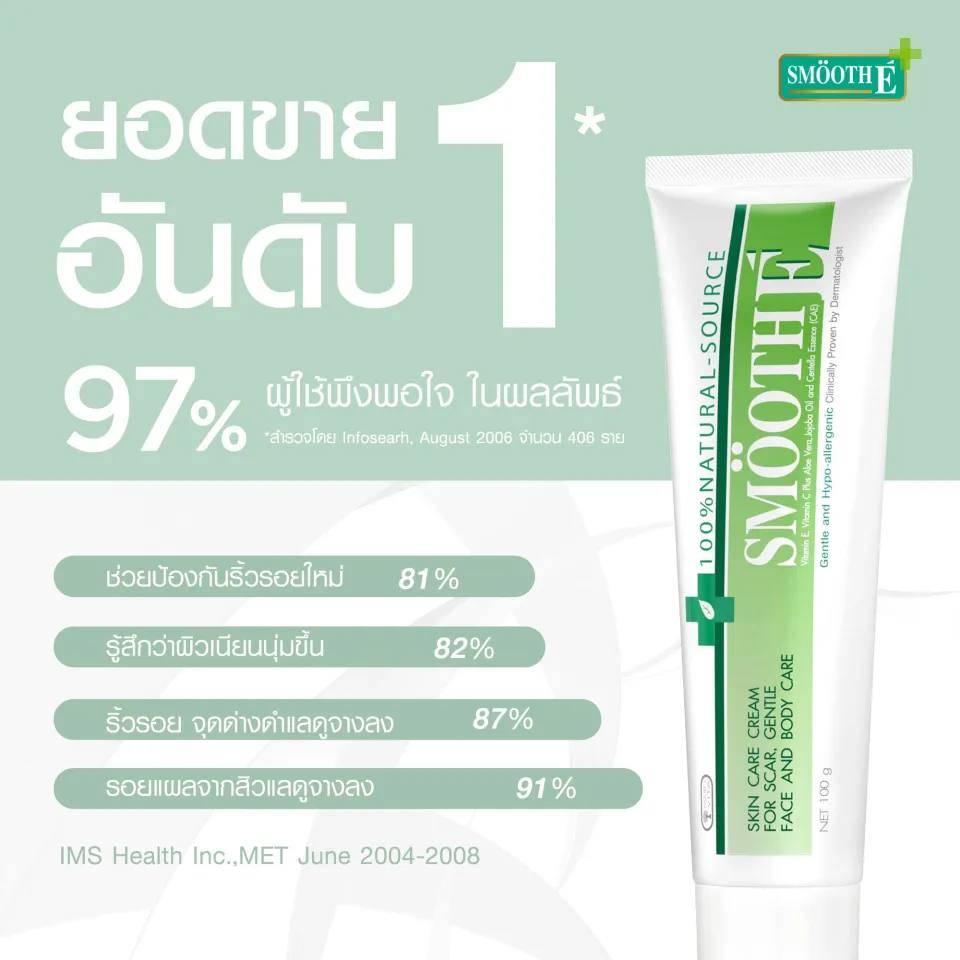 SMÖOTH É
ยอดขาย
อันดับ 1*
97% ผู้ใช้พึงพอใจ ในผลลัพธ์
*สำรวจโดย Infosearh, August 2006 จำนวน 406 ราย
ช่วยป้องกันริ้วรอยใหม่ 81%
รู้สึกว่าผิวเนียนนุ่มขึ้น 82%
ริ้วรอย จุดด่างดำแลดูจางลง 87%
รอยแผลจากสิวแลดูจางลง 91%
IMS Health Inc.,MET June 2004-2008
100% NATURAL-SOURCE
SMÖOTH É
Vitamin E, Vitamin C Plus Aloe Vera, Jojoba Oil and Centella Essence (CAE)
Gentle and Hypo-allergenic Clinically Proven by Dermatologist
SKIN CARE CREAM
FOR SCAR, GENTLE
FACE AND BODY CARE
NET 100 g